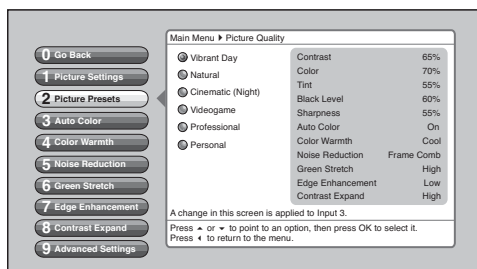 Main Menu ▸ Picture Quality
0 Go Back
1 Picture Settings
2 Picture Presets
3 Auto Color
4 Color Warmth
5 Noise Reduction
6 Green Stretch
7 Edge Enhancement
8 Contrast Expand
9 Advanced Settings
Vibrant Day
Natural
Cinematic (Night)
Videogame
Professional
Personal
Contrast 65%
Color 70%
Tint 55%
Black Level 60%
Sharpness 55%
Auto Color On
Color Warmth Cool
Noise Reduction Frame Comb
Green Stretch High
Edge Enhancement Low
Contrast Expand High
A change in this screen is applied to Input 3.
Press ▲ or ▼ to point to an option, then press OK to select it.
Press ◂ to return to the menu.